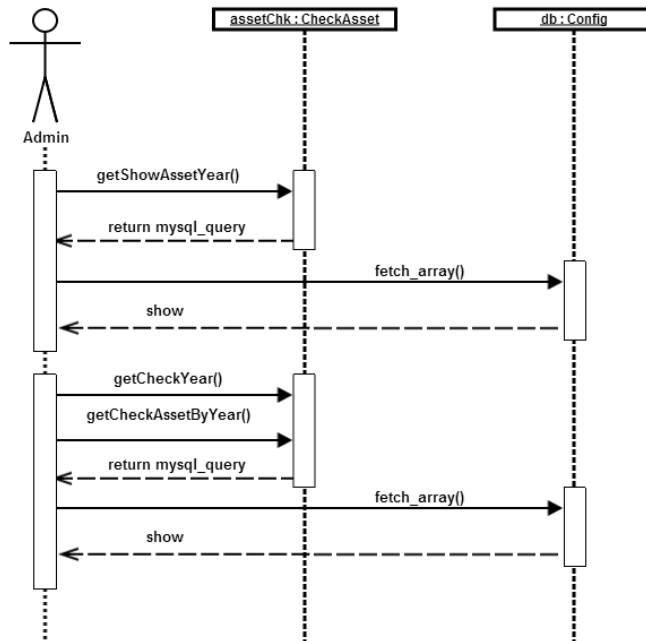 assetChk : CheckAsset
db : Config
Admin
getShowAssetYear()
return mysql_query
fetch_array()
show
getCheckYear()
getCheckAssetByYear()
return mysql_query
fetch_array()
show